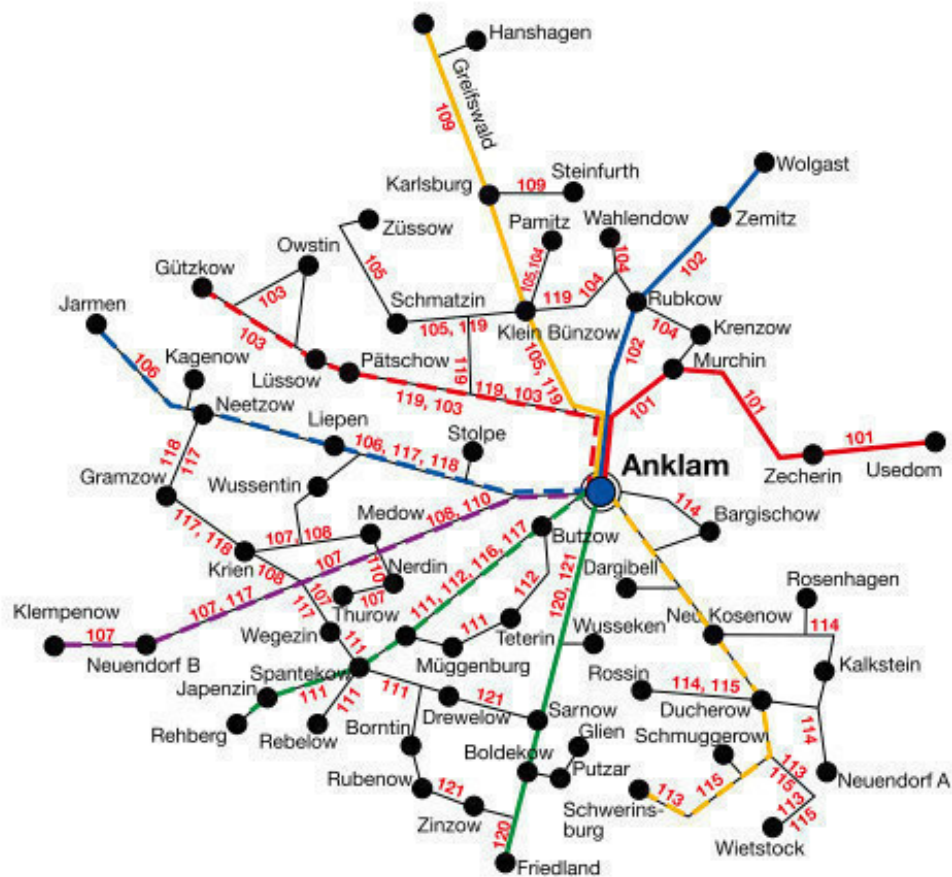 Hanshagen
Greifswald
109
Karlsburg
109
Steinfurth
Wolgast
Züssow
Pamitz
Wahlendow
Zemitz
Owstin
105
105,104
104
102
Gützkow
103
Schmatzin
119
104
Rubkow
Jarmen
105, 119
Klein Bünzow
104
Krenzow
103
102
Kagenow
Pätschow
119
105, 119
Murchin
106
Lüssow
119, 103
119, 103
101
101
Neetzow
Liepen
Stolpe
101
118
117
106, 117, 118
Anklam
Zecherin
Usedom
Gramzow
Wussentin
108, 110
114
Bargischow
117, 118
107, 108
Medow
Butzow
Krien
108
107
110
Nerdin
111, 112, 116, 117
112
120, 121
Dargibell
Rosenhagen
Klempenow
107, 117
107
107
Thurow
117
107
Neuendorf B
Wegezin
111
111
Teterin
Wusseken
Neu Kosenow
114
Müggenburg
Kalkstein
Spantekow
Rossin
114, 115
Japenzin
111
111
111
121
Drewelow
Sarnow
Ducherow
114
Rehberg
Rebelow
Borntin
Glien
Schmuggerow
Boldekow
113
Rubenow
Putzar
115
115
Neuendorf A
121
Schwerins-
burg
113
113
115
Zinzow
120
Wietstock
Friedland